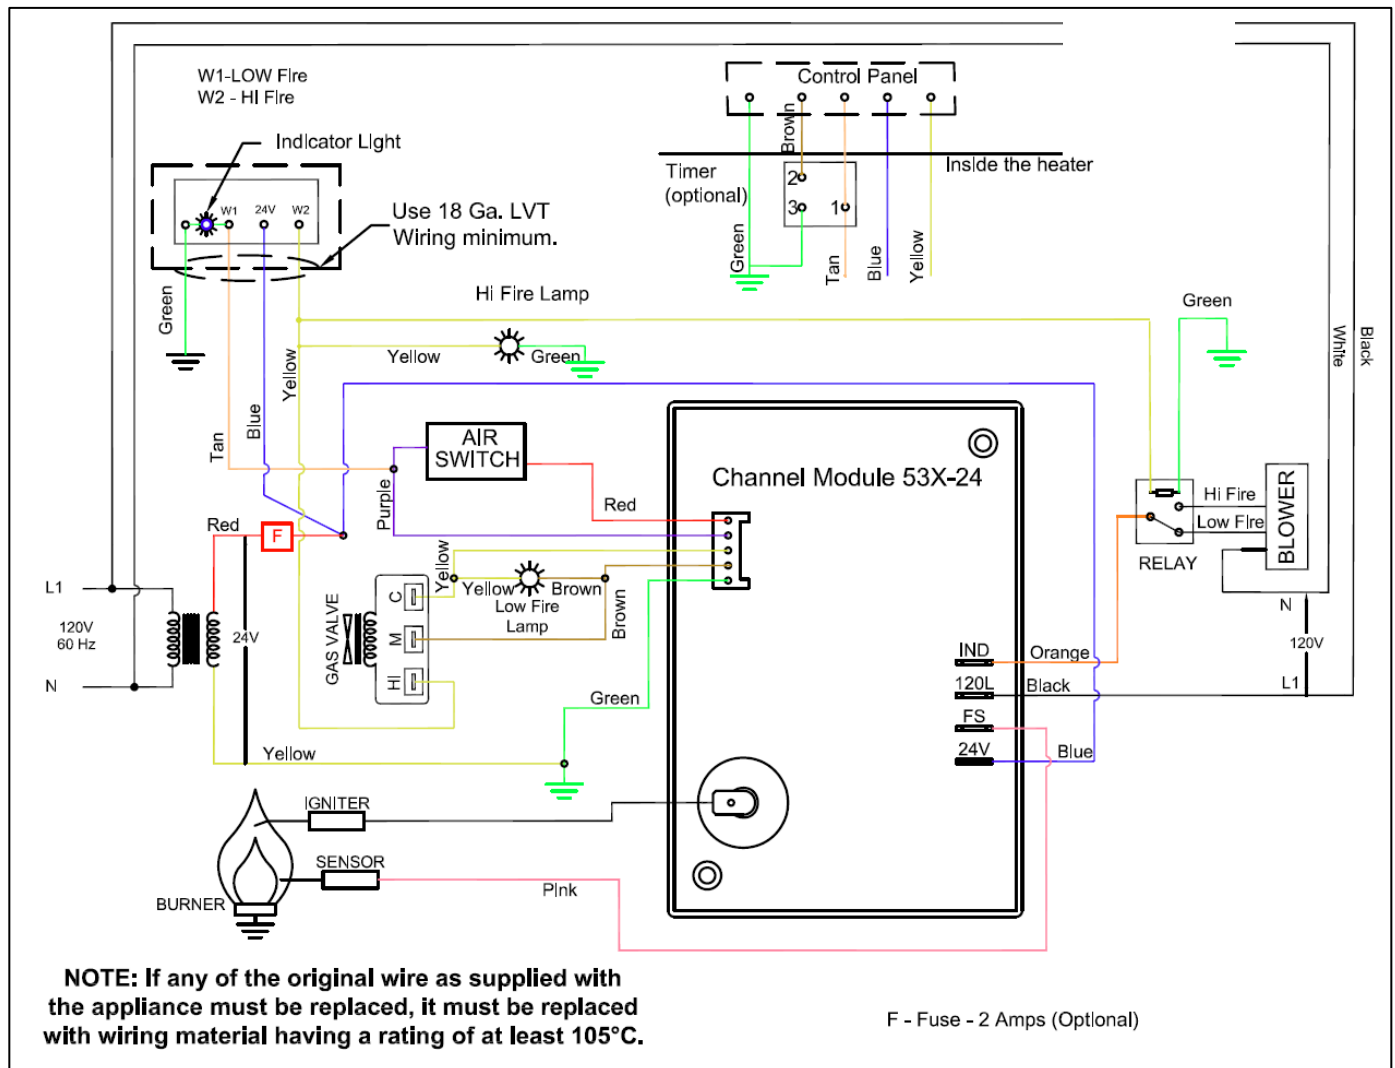 W1-LOW Fire
W2 - HI Fire
Indicator Light
W1
24V
W2
Use 18 Ga. LVT
Wiring minimum.
Green
Control Panel
Brown
Inside the heater
Timer
(optional)
2
3
1
Green
Tan
Blue
Yellow
Hi Fire Lamp
Green
White
Black
Yellow
Green
Yellow
Blue
Tan
AIR
SWITCH
Purple
Red
Channel Module 53X-24
Hi Fire
Low Fire
BLOWER
RELAY
Red
F
Yellow
Yellow
Brown
Low Fire
Lamp
Brown
L1
120V
60 Hz
N
24V
GAS VALVE
C
M
HI
Green
Yellow
IND
Orange
120L
Black
FS
24V
Blue
N
120V
L1
IGNITER
SENSOR
Pink
BURNER
NOTE: If any of the original wire as supplied with
the appliance must be replaced, it must be replaced
with wiring material having a rating of at least 105°C.
F - Fuse - 2 Amps (Optional)